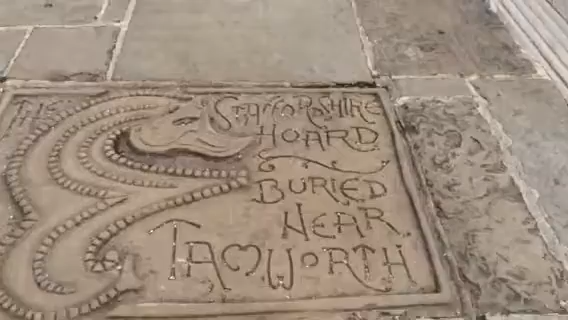 THE
STAFFORDSHIRE
HOARD
BURIED
NEAR
TAMWORTH